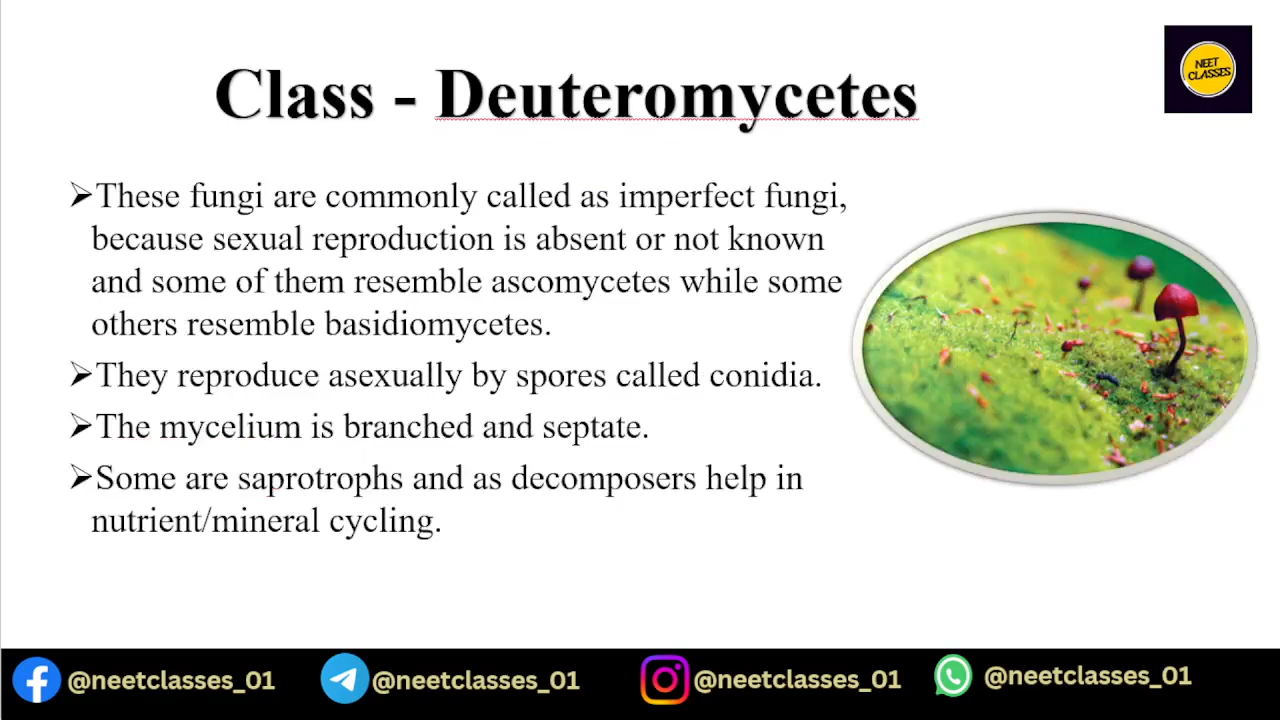 Class - Deuteromycetes
NEET
CLASSES
➢These fungi are commonly called as imperfect fungi,
because sexual reproduction is absent or not known
and some of them resemble ascomycetes while some
others resemble basidiomycetes.
➢They reproduce asexually by spores called conidia.
➢The mycelium is branched and septate.
➢Some are saprotrophs and as decomposers help in
nutrient/mineral cycling.
@neetclasses_01
@neetclasses_01
@neetclasses_01
@neetclasses_01